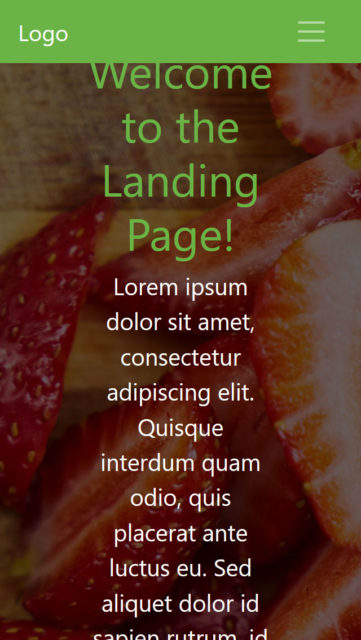 Logo
Welcome
to the
Landing
Page!
Lorem ipsum
dolor sit amet,
consectetur
adipiscing elit.
Quisque
interdum quam
odio, quis
placerat ante
luctus eu. Sed
aliquet dolor id
sapien rutrum, id